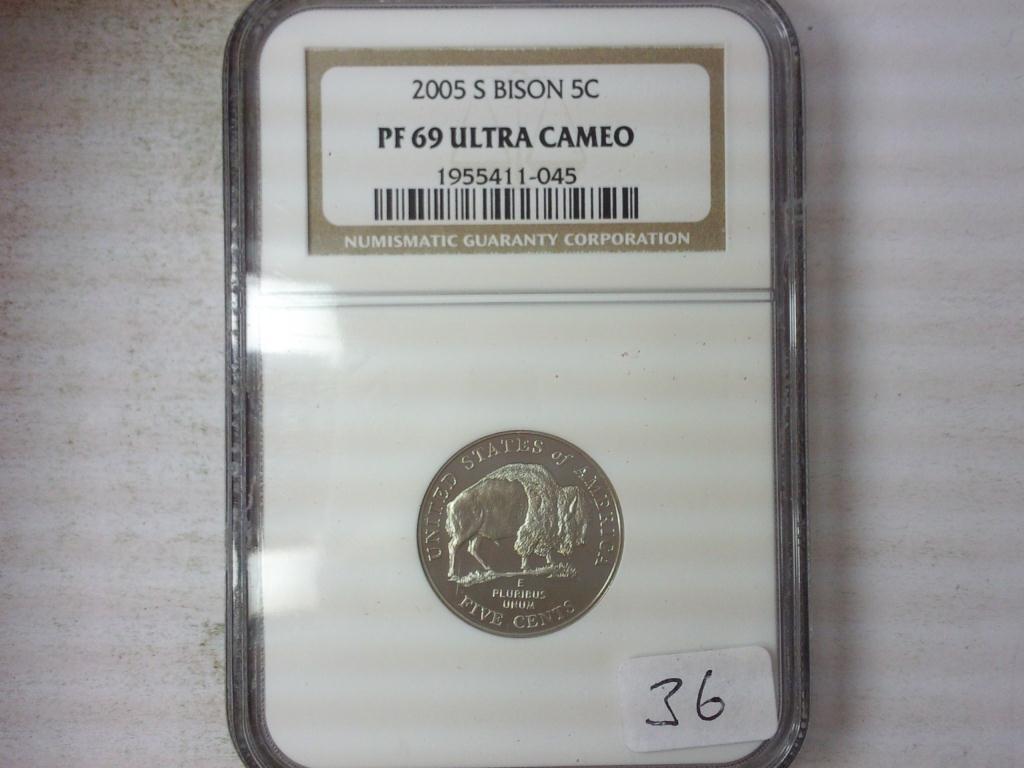 2005 S BISON 5C
PF 69 ULTRA CAMEO
1955411-045
NUMISMATIC GUARANTY CORPORATION
UNITED STATES of AMERICA
E
PLURIBUS
UNUM
FIVE CENTS
36